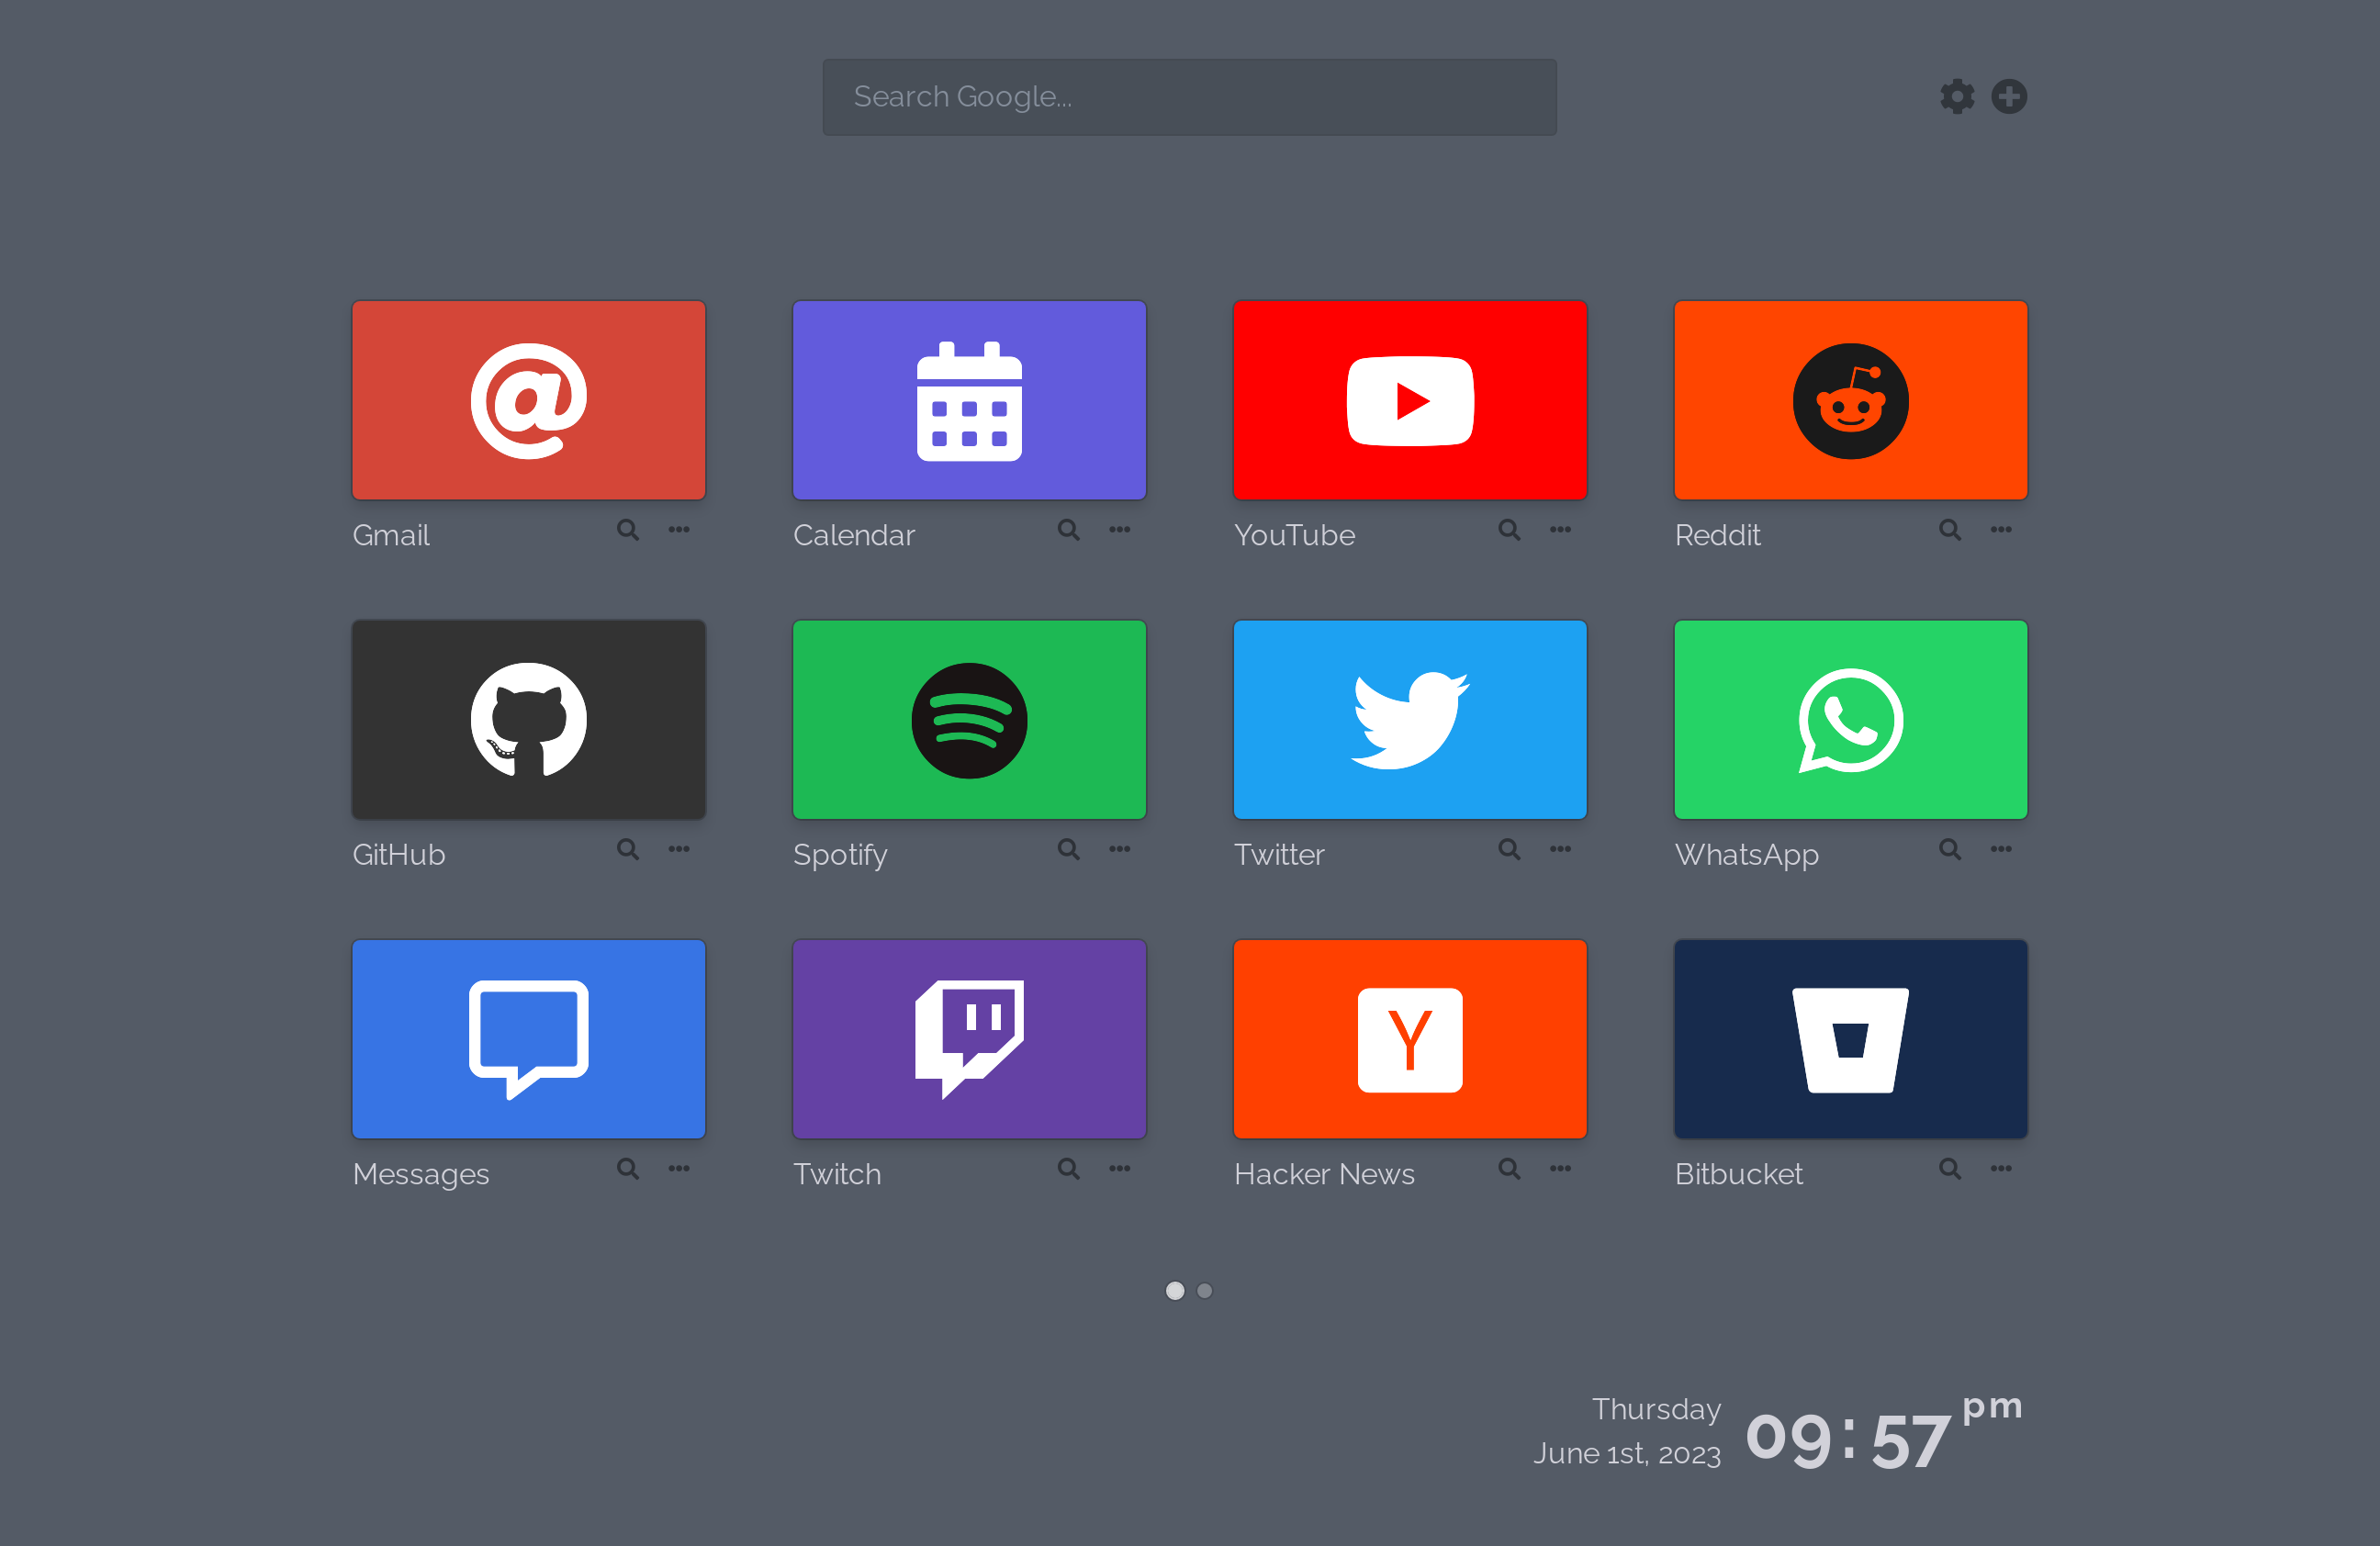 Search Google...
Gmail
Calendar
YouTube
Reddit
GitHub
Spotify
Twitter
WhatsApp
Y
Messages
Twitch
Hacker News
Bitbucket
Thursday
June 1st, 2023
09:57 pm